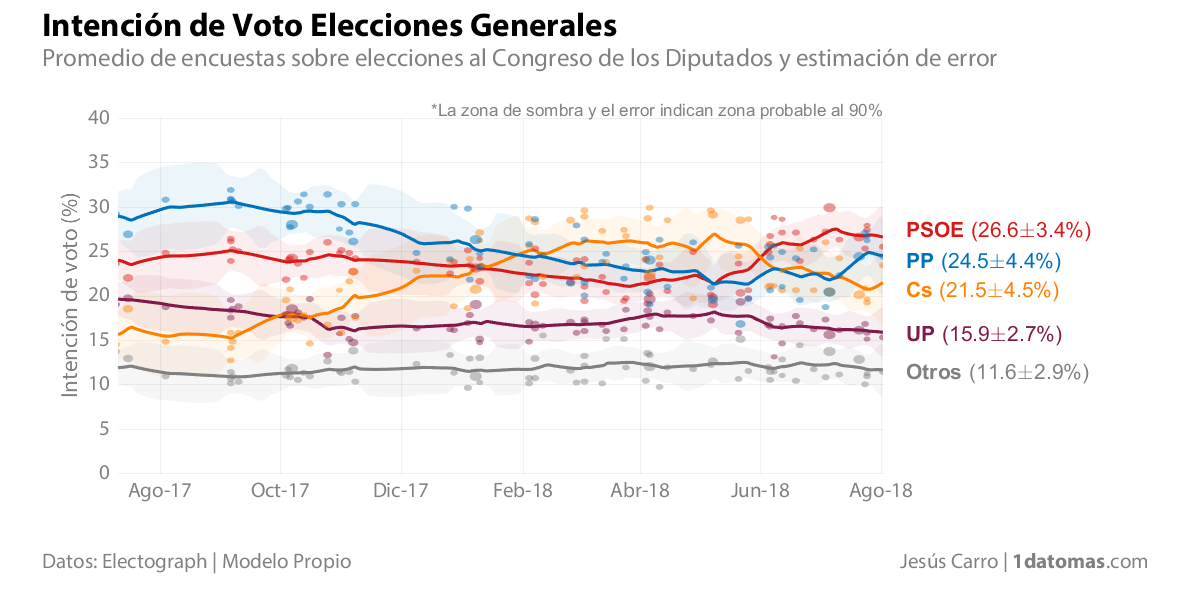 Intención de Voto Elecciones Generales
Promedio de encuestas sobre elecciones al Congreso de los Diputados y estimación de error
*La zona de sombra y el error indican zona probable al 90%
Intención de voto (%)
40
35
30
25
20
15
10
5
0
Ago-17
Oct-17
Dic-17
Feb-18
Abr-18
Jun-18
Ago-18
PSOE (26.6±3.4%)
PP (24.5±4.4%)
Cs (21.5±4.5%)
UP (15.9±2.7%)
Otros (11.6±2.9%)
Datos: Electograph | Modelo Propio
Jesús Carro | 1datomas.com